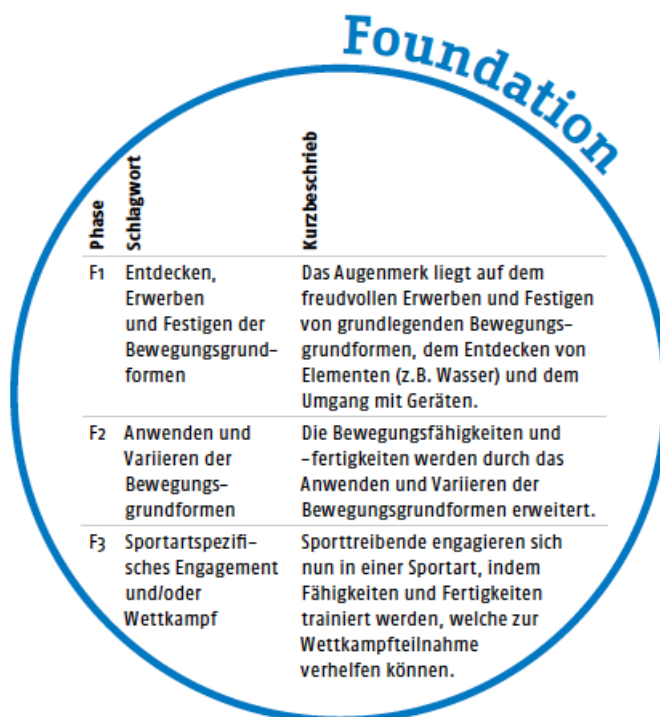 Foundation
Phase
Schlagwort
Kurzbeschrieb
F1 Entdecken,
Erwerben
und Festigen der
Bewegungsgrund-
formen
Das Augenmerk liegt auf dem
freudvollen Erwerben und Festigen
von grundlegenden Bewegungs-
grundformen, dem Entdecken von
Elementen (z.B. Wasser) und dem
Umgang mit Geräten.
F2 Anwenden und
Variieren der
Bewegungs-
grundformen
Die Bewegungsfähigkeiten und
-fertigkeiten werden durch das
Anwenden und Variieren der
Bewegungsgrundformen erweitert.
F3 Sportartspezifi-
sches Engagement
und/oder
Wettkampf
Sporttreibende engagieren sich
nun in einer Sportart, indem
Fähigkeiten und Fertigkeiten
trainiert werden, welche zur
Wettkampfteilnahme
verhelfen können.